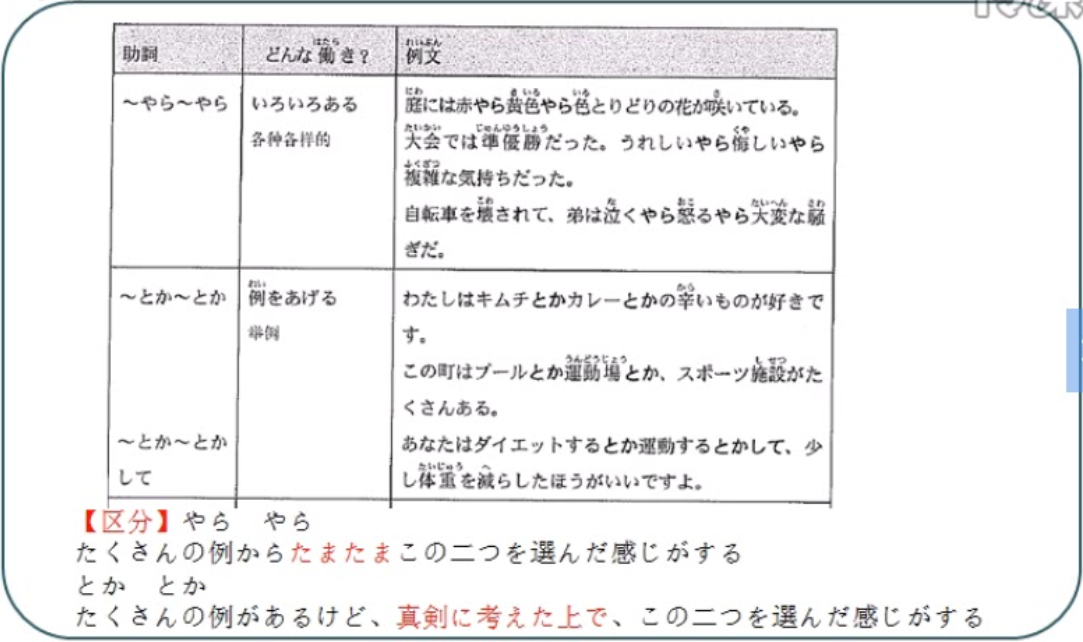 助詞 どんな働き？ 例文
～やら～やら いろいろある 庭には赤やら黄色やら色とりどりの花が咲いている。
各种各样的 大会では準優勝だった。うれしいやら悔しいやら
複雑な気持ちだった。
自転車を壊されて、弟は泣くやら怒るやら大変な騒
ぎだ。
～とか～とか 例をあげる わたしはキムチとかカレーとかの辛いものが好きで
举例 す。
この町はプールとか運動場とか、スポーツ施設がた
くさんある。
～とか～とか あなたはダイエットするとか運動するとかして、少
して し体重を減らしたほうがいいですよ。
【区分】やら　やら
たくさんの例からたまたまこの二つを選んだ感じがする
とか　とか
たくさんの例があるけど、真剣に考えた上で、この二つを選んだ感じがする